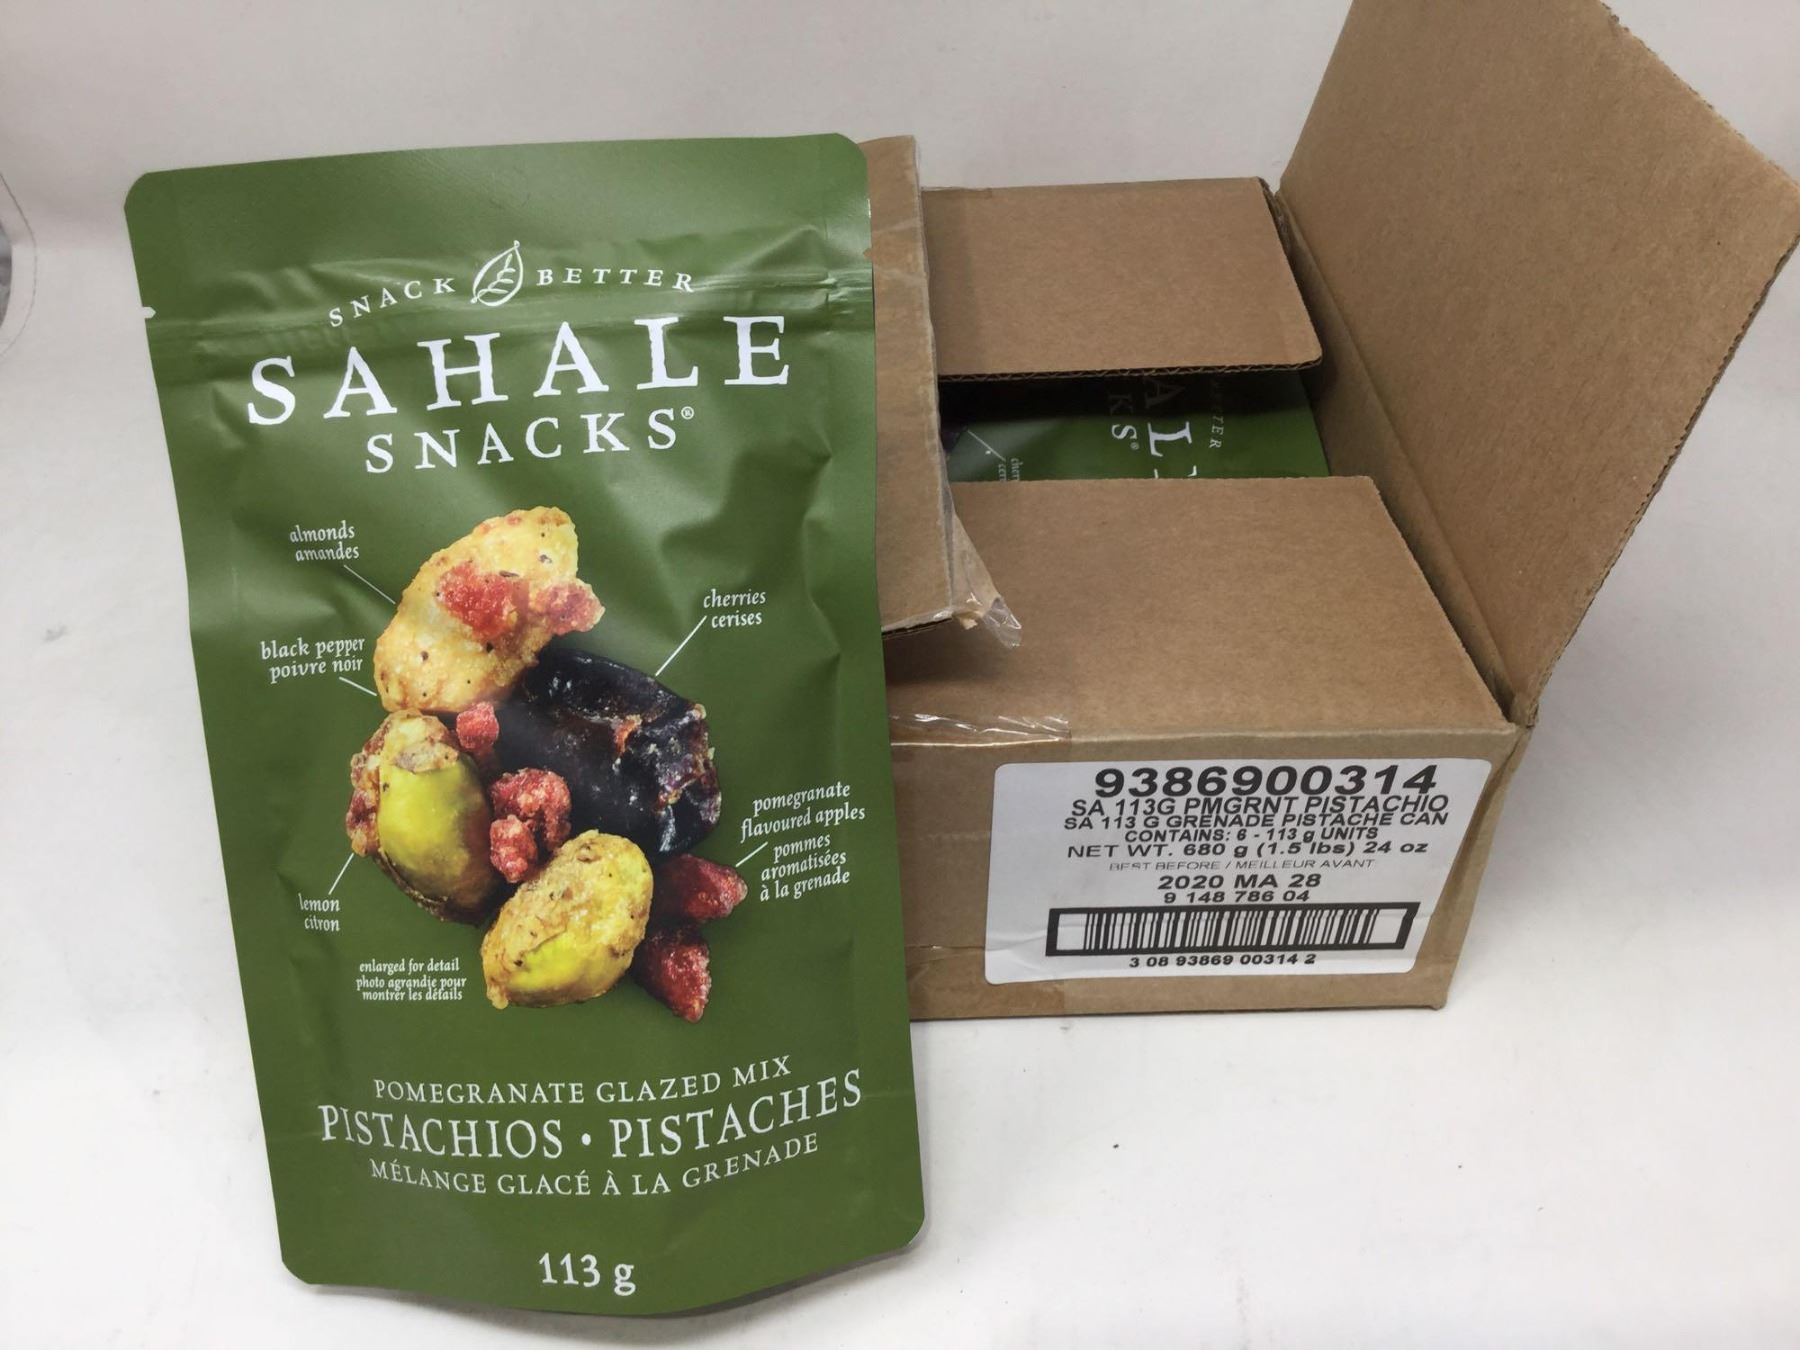 SNACK BETTER
SAHALE
SNACKS®
almonds
amandes
cherries
cerises
black pepper
poivre noir
pomegranate
flavoured apples
pommes
aromatisées
à la grenade
lemon
citron
enlarged for detail
photo agrandie pour
montrer les détails
POMEGRANATE GLAZED MIX
PISTACHIOS • PISTACHES
MÉLANGE GLACÉ À LA GRENADE
113 g
9386900314
SA 113G PMGRNT PISTACHIO
SA 113 G GRENADE PISTACHE CAN
CONTAINS: 6 - 113 g UNITS
NET WT. 680 g (1.5 lbs) 24 oz
BEST BEFORE / MEILLEUR AVANT
2020 MA 28
9 148 786 04
3 08 93869 00314 2